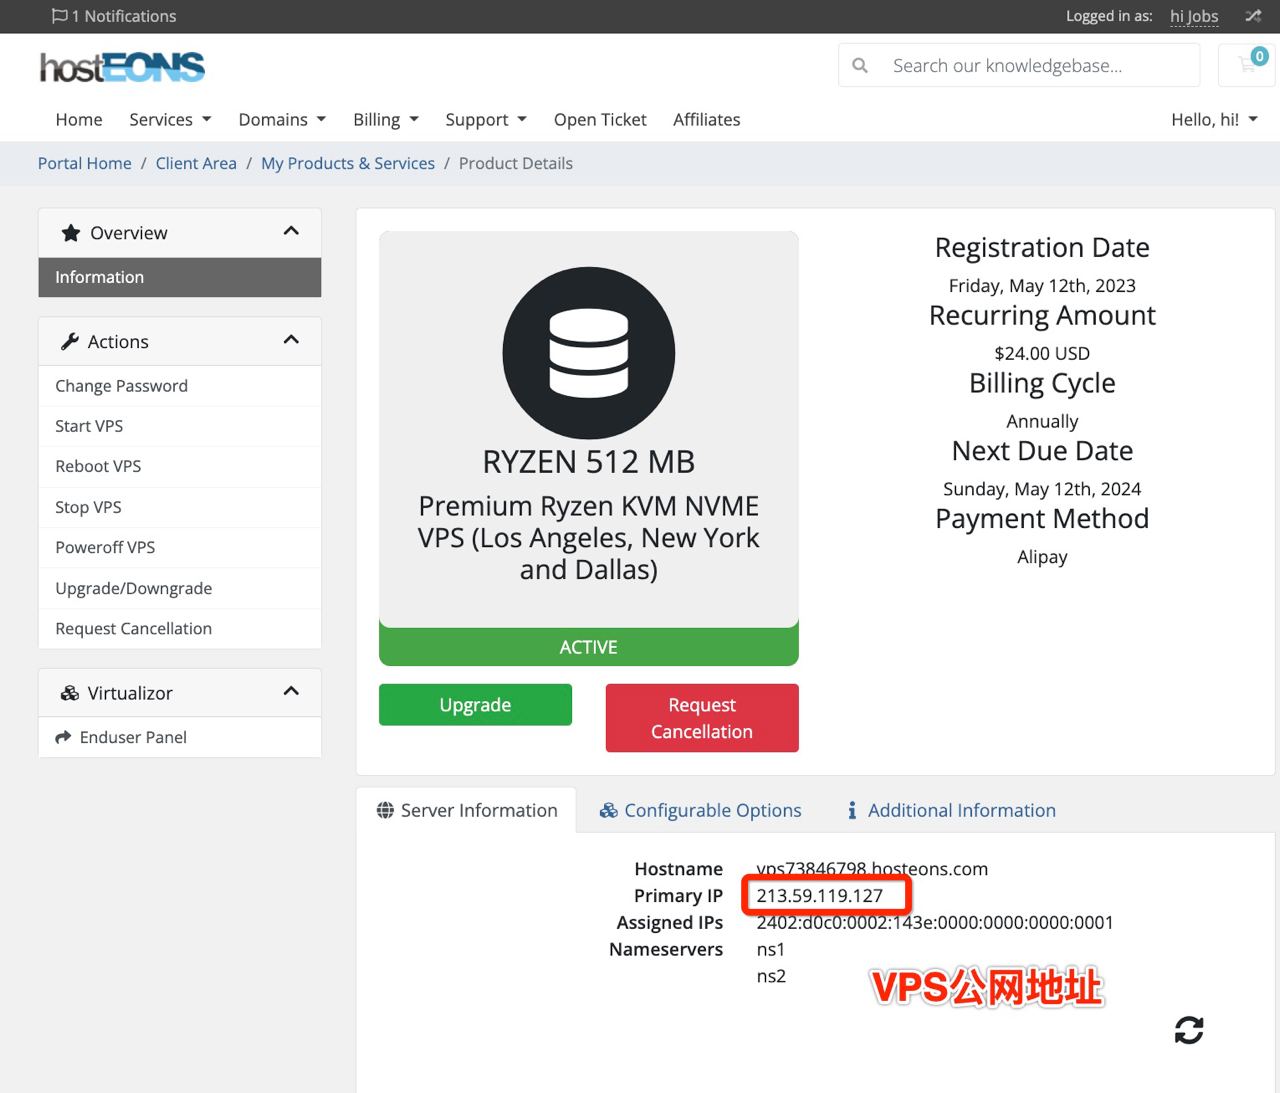 1 Notifications
Logged in as: hi Jobs
hostEONS
Search our knowledgebase...
0
Home Services Domains Billing Support Open Ticket Affiliates Hello, hi!
Portal Home / Client Area / My Products & Services / Product Details
Overview
Information
Actions
Change Password
Start VPS
Reboot VPS
Stop VPS
Poweroff VPS
Upgrade/Downgrade
Request Cancellation
Virtualizor
Enduser Panel
RYZEN 512 MB
Premium Ryzen KVM NVME
VPS (Los Angeles, New York
and Dallas)
ACTIVE
Upgrade
Request
Cancellation
Registration Date
Friday, May 12th, 2023
Recurring Amount
$24.00 USD
Billing Cycle
Annually
Next Due Date
Sunday, May 12th, 2024
Payment Method
Alipay
Server Information Configurable Options Additional Information
Hostname vps73846798.hosteons.com
Primary IP 213.59.119.127
Assigned IPs 2402:d0c0:0002:143e:0000:0000:0000:0001
Nameservers ns1
ns2
VPS公网地址